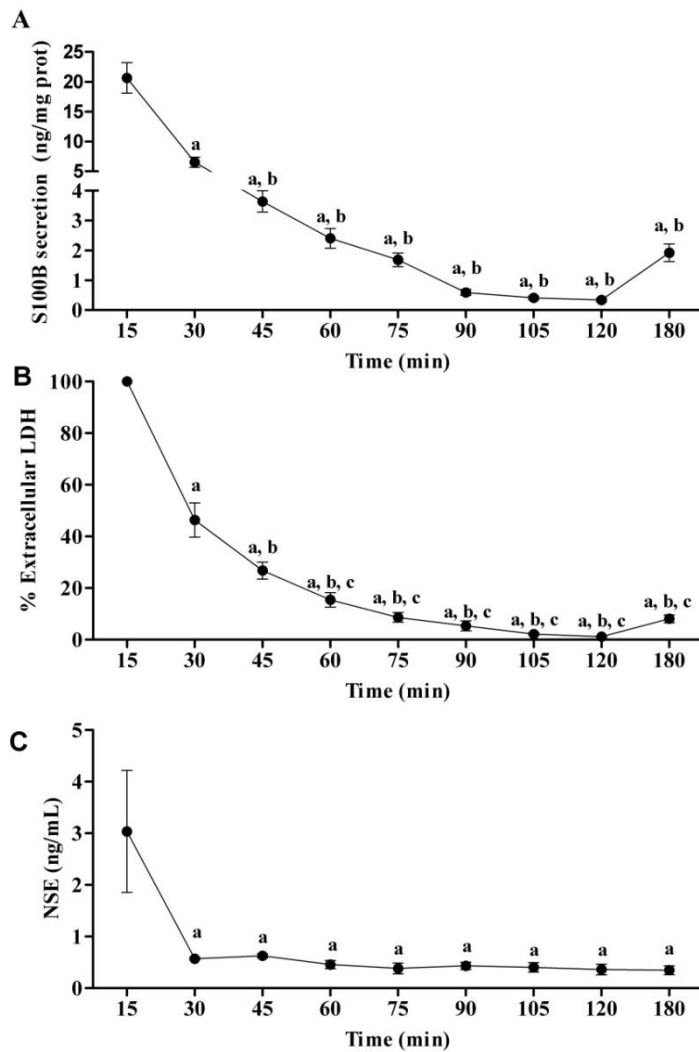 A
S100B secretion (ng/mg prot)
25
20
15
10
5
4
3
2
1
0
a
a, b
a, b
a, b
a, b
a, b
a, b
a, b
15 30 45 60 75 90 105 120 180
Time (min)
B
% Extracellular LDH
100
80
60
40
20
0
a
a, b
a, b, c
a, b, c
a, b, c
a, b, c
a, b, c
a, b
15 30 45 60 75 90 105 120 180
Time (min)
C
NSE (ng/mL)
5
4
3
2
1
0
a a a a a a a a
15 30 45 60 75 90 105 120 180
Time (min)